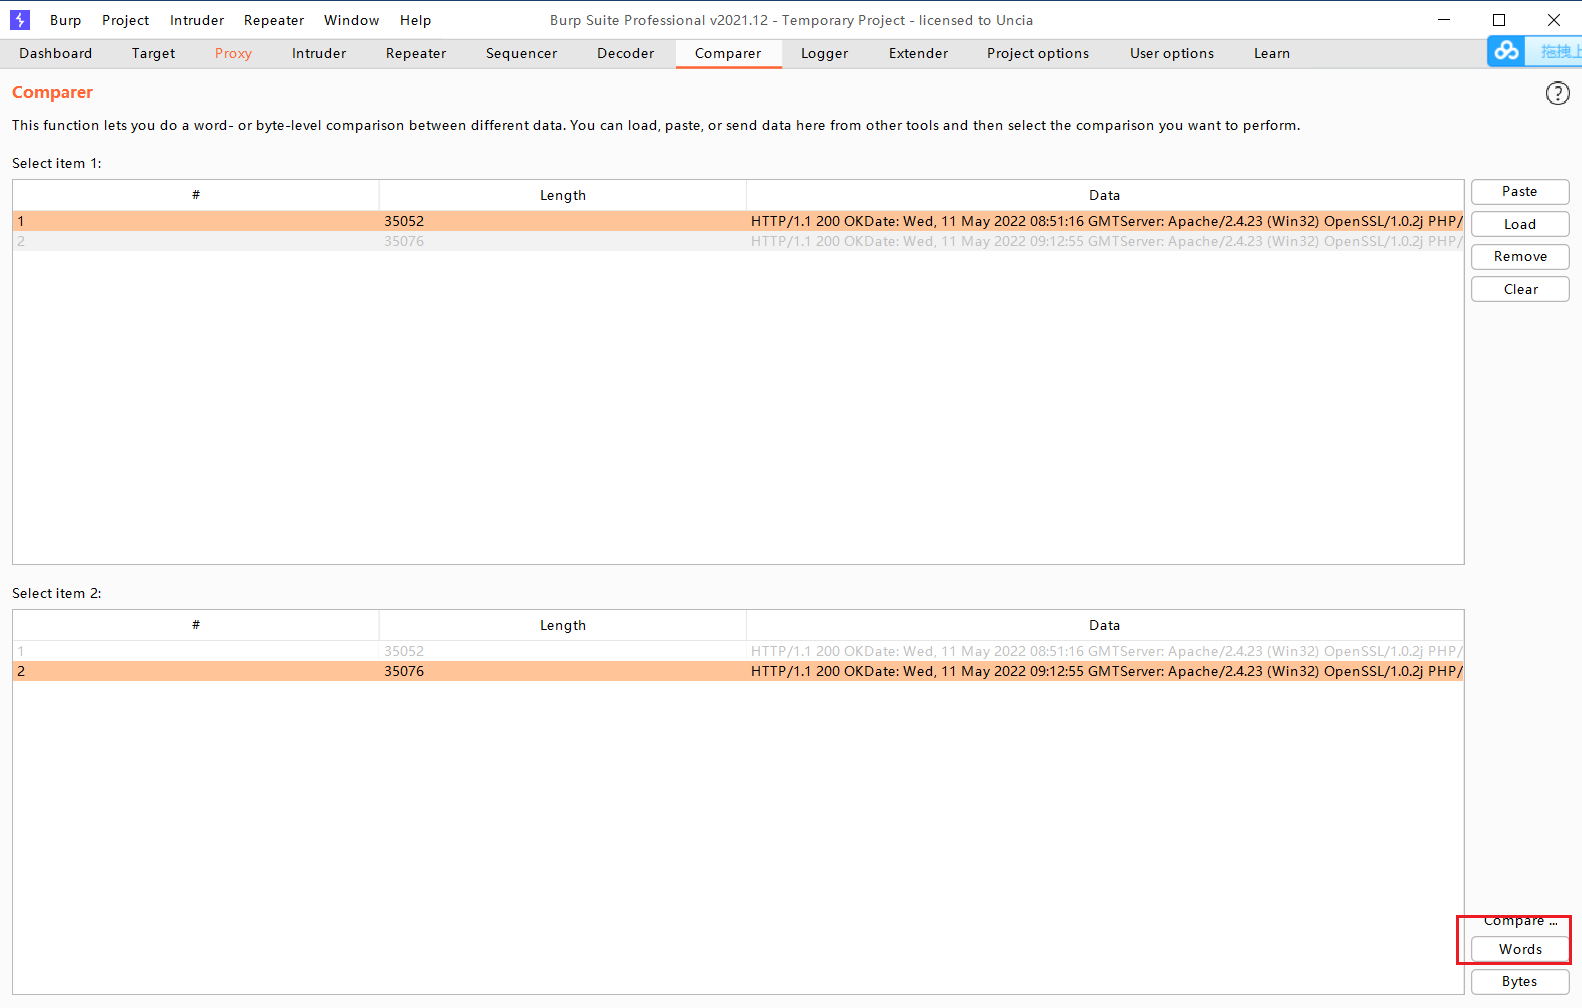 Burp Project Intruder Repeater Window Help Burp Suite Professional v2021.12 - Temporary Project - licensed to Uncia
Dashboard Target Proxy Intruder Repeater Sequencer Decoder Comparer Logger Extender Project options User options Learn
拖拽上
Comparer
This function lets you do a word- or byte-level comparison between different data. You can load, paste, or send data here from other tools and then select the comparison you want to perform.
Select item 1:
# Length Data
1 35052 HTTP/1.1 200 OKDate: Wed, 11 May 2022 08:51:16 GMTServer: Apache/2.4.23 (Win32) OpenSSL/1.0.2j PHP/
2 35076 HTTP/1.1 200 OKDate: Wed, 11 May 2022 09:12:55 GMTServer: Apache/2.4.23 (Win32) OpenSSL/1.0.2j PHP/
Paste
Load
Remove
Clear
Select item 2:
# Length Data
1 35052 HTTP/1.1 200 OKDate: Wed, 11 May 2022 08:51:16 GMTServer: Apache/2.4.23 (Win32) OpenSSL/1.0.2j PHP/
2 35076 HTTP/1.1 200 OKDate: Wed, 11 May 2022 09:12:55 GMTServer: Apache/2.4.23 (Win32) OpenSSL/1.0.2j PHP/
Compare ...
Words
Bytes